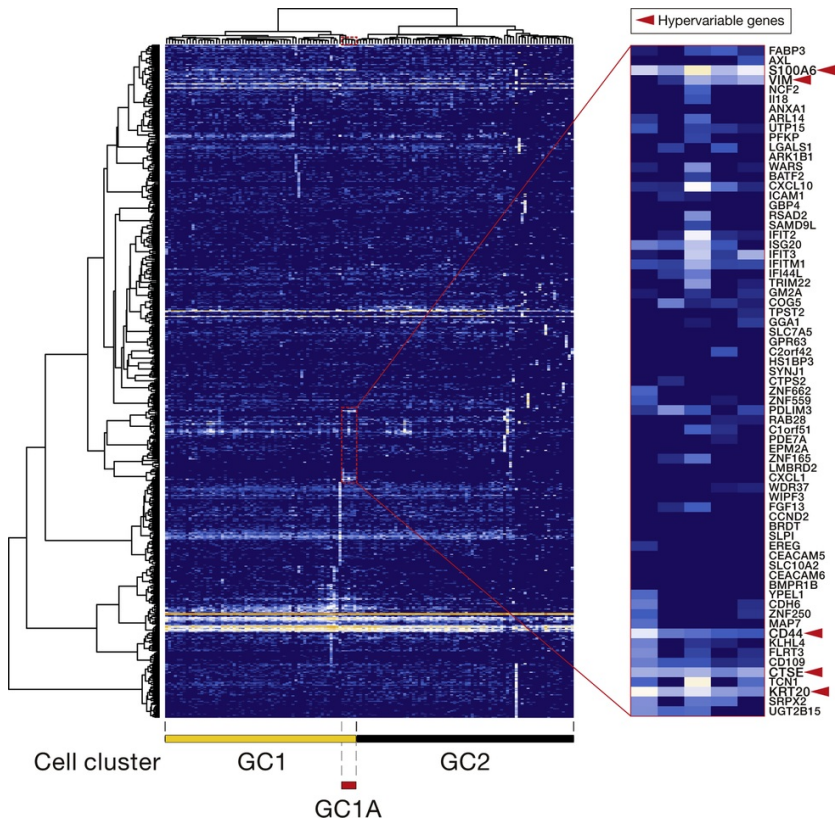 Hypervariable genes
FABP3
AXL
S100A6
VIM
NCF2
Il18
ANXA1
ARL14
UTP15
PFKP
LGALS1
ARK1B1
WARS
BATF2
CXCL10
ICAM1
GBP4
RSAD2
SAMD9L
IFIT2
ISG20
IFIT3
IFITM1
IFI44L
TRIM22
GM2A
COG5
TPST2
GGA1
SLC7A5
GPR63
C2orf42
HS1BP3
SYNJ1
CTPS2
ZNF662
ZNF559
PDLIM3
RAB28
C1orf51
PDE7A
EPM2A
ZNF165
LMBRD2
CXCL1
WDR37
WIPF3
FGF13
CCND2
BRDT
SLPI
EREG
CEACAM5
SLC10A2
CEACAM6
BMPR1B
YPEL1
CDH6
ZNF250
MAP7
CD44
KLHL4
FLRT3
CD109
CTSE
TCN1
KRT20
SRPX2
UGT2B15
Cell cluster GC1 GC2
GC1A